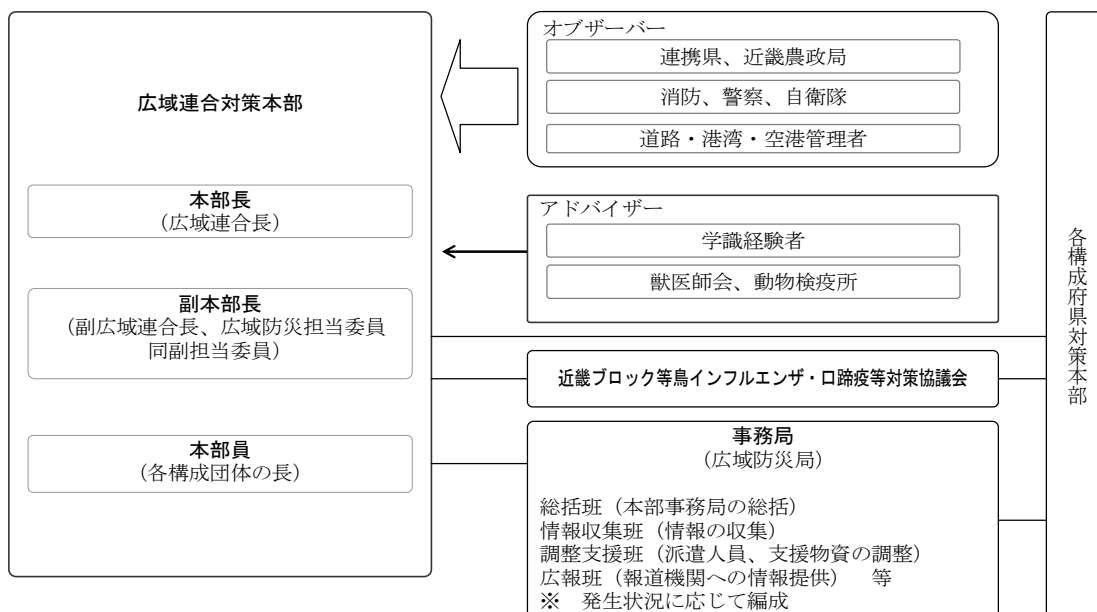 広域連合対策本部
本部長
（広域連合長）
副本部長
（副広域連合長、広域防災担当委員
同副担当委員）
本部員
（各構成団体の長）
オブザーバー
連携県、近畿農政局
消防、警察、自衛隊
道路・港湾・空港管理者
アドバイザー
学識経験者
獣医師会、動物検疫所
近畿ブロック等鳥インフルエンザ・口蹄疫等対策協議会
事務局
（広域防災局）
総括班（本部事務局の総括）
情報収集班（情報の収集）
調整支援班（派遣人員、支援物資の調整）
広報班（報道機関への情報提供）　等
※　発生状況に応じて編成
各構成府県対策本部